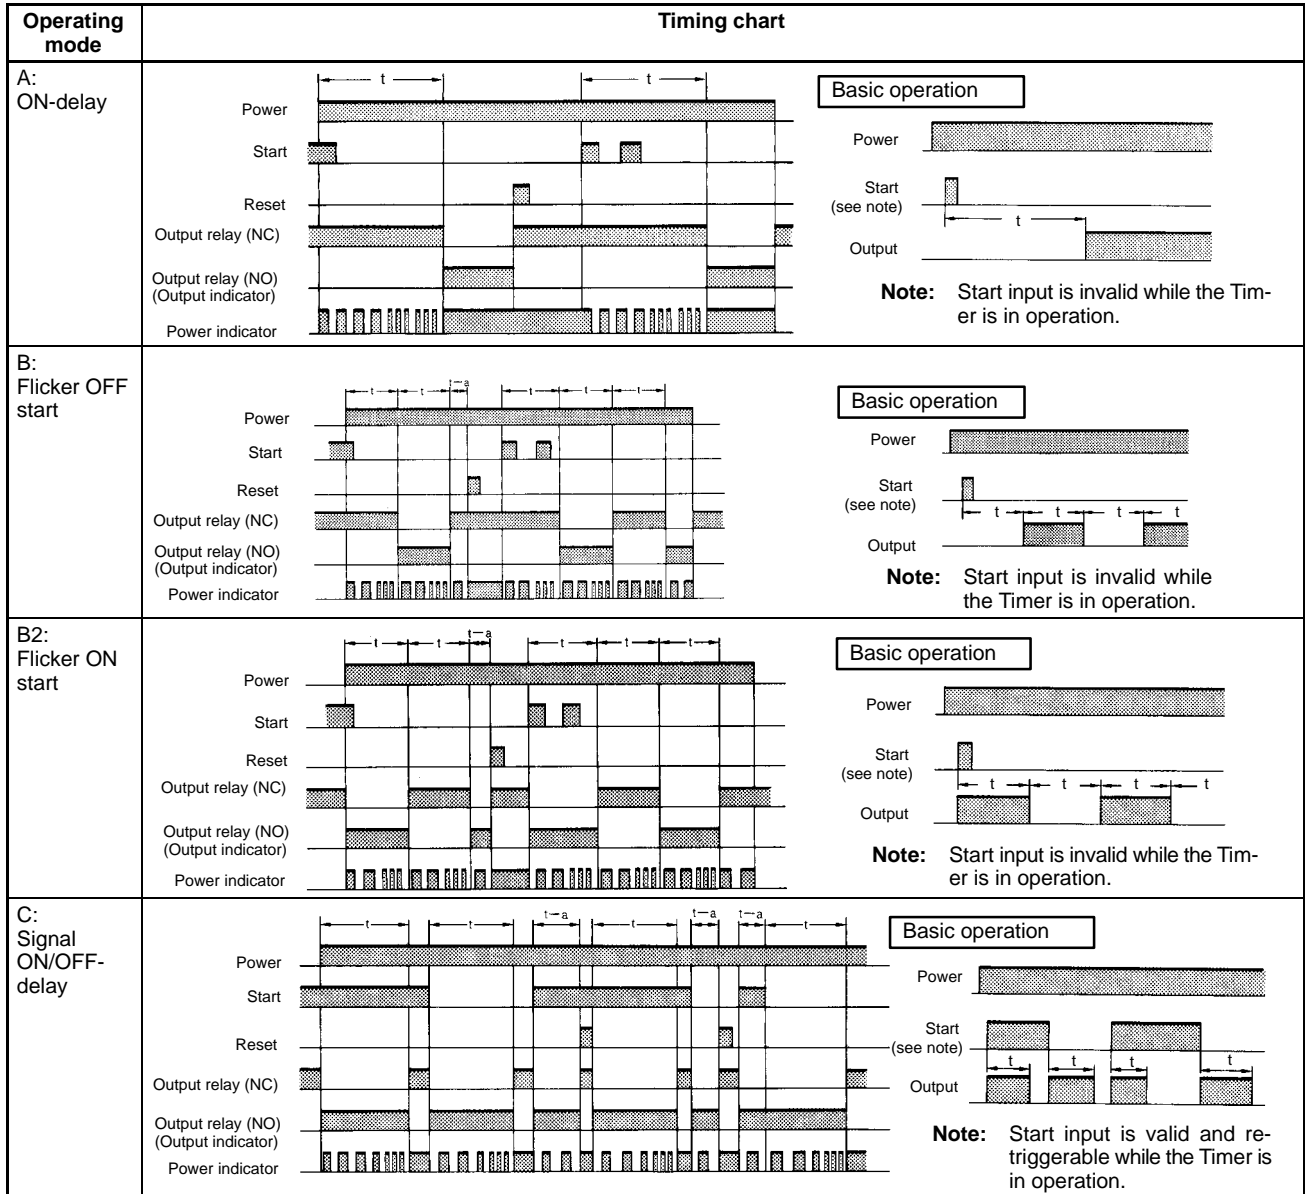 Operating
mode
Timing chart
A:
ON-delay
t
t
Power
Start
Reset
Output relay (NC)
Output relay (NO)
(Output indicator)
Power indicator
Basic operation
Power
Start
(see note)
t
Output
Note: Start input is invalid while the Tim-
er is in operation.
B:
Flicker OFF
start
t
t
t-a
t
t
t
Power
Start
Reset
Output relay (NC)
Output relay (NO)
(Output indicator)
Power indicator
Basic operation
Power
Start
(see note)
t
t
t
t
Output
Note: Start input is invalid while
the Timer is in operation.
B2:
Flicker ON
start
t
t
t-a
t
t
t
Power
Start
Reset
Output relay (NC)
Output relay (NO)
(Output indicator)
Power indicator
Basic operation
Power
Start
(see note)
t
t
t
t
Output
Note: Start input is invalid while the Tim-
er is in operation.
C:
Signal
ON/OFF-
delay
t
t
t-a
t
t-a
t-a
t
Power
Start
Reset
Output relay (NC)
Output relay (NO)
(Output indicator)
Power indicator
Basic operation
Power
Start
(see note)
t
t
t
t
Output
Note: Start input is valid and re-
triggerable while the Timer is
in operation.